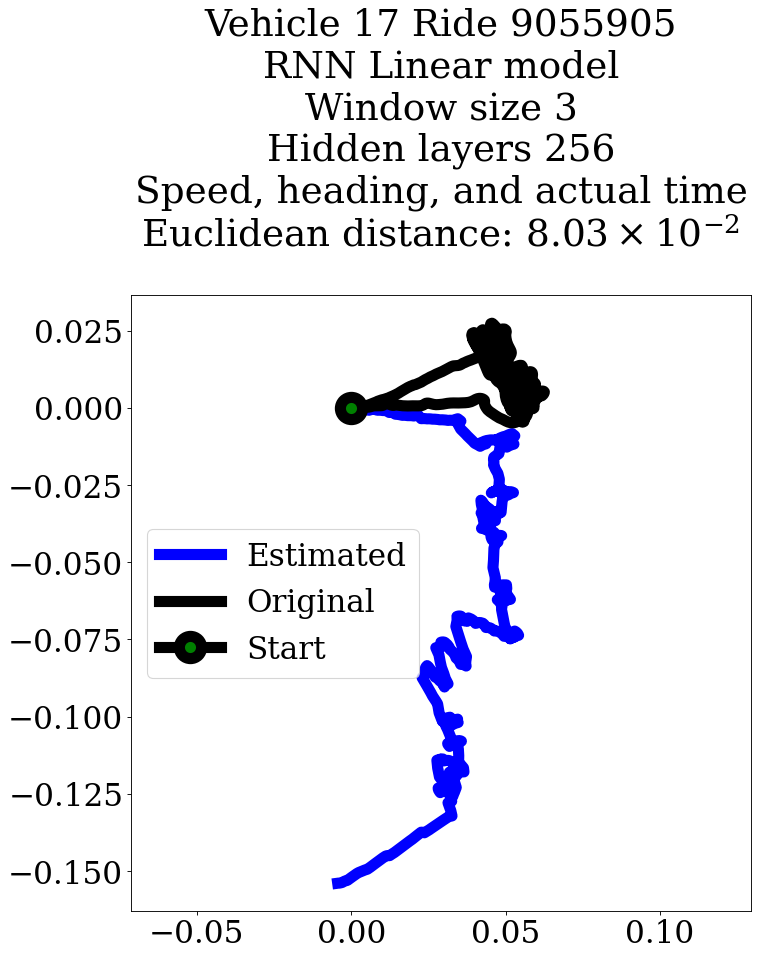 Vehicle 17 Ride 9055905
RNN Linear model
Window size 3
Hidden layers 256
Speed, heading, and actual time
Euclidean distance: 8.03 × 10⁻²
0.025
0.000
−0.025
−0.050
−0.075
−0.100
−0.125
−0.150
Estimated
Original
Start
−0.05 0.00 0.05 0.10